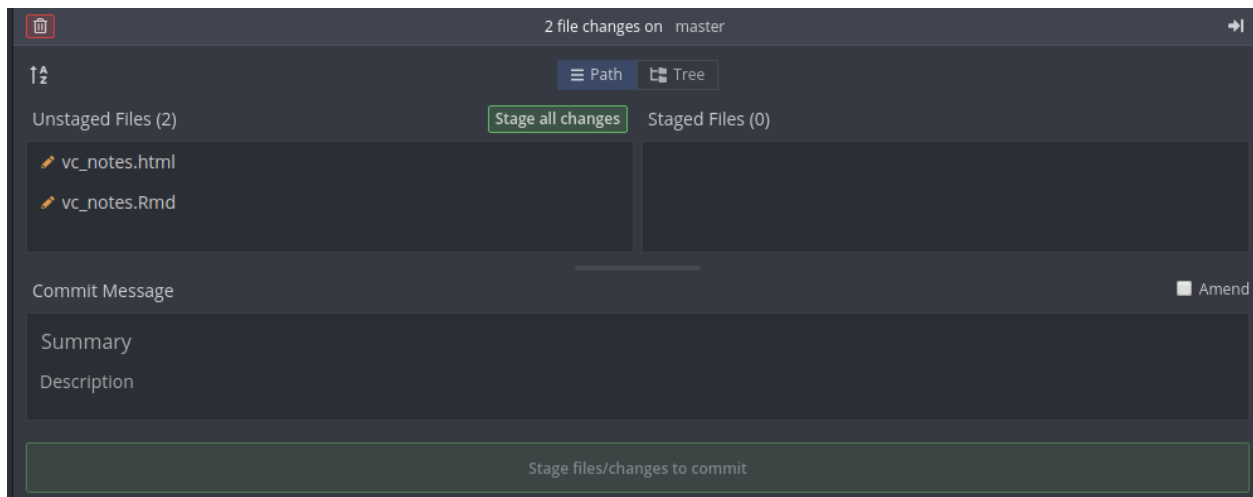 2 file changes on master
Path Tree
Unstaged Files (2) Stage all changes Staged Files (0)
vc_notes.html
vc_notes.Rmd
Commit Message Amend
Summary
Description
Stage files/changes to commit